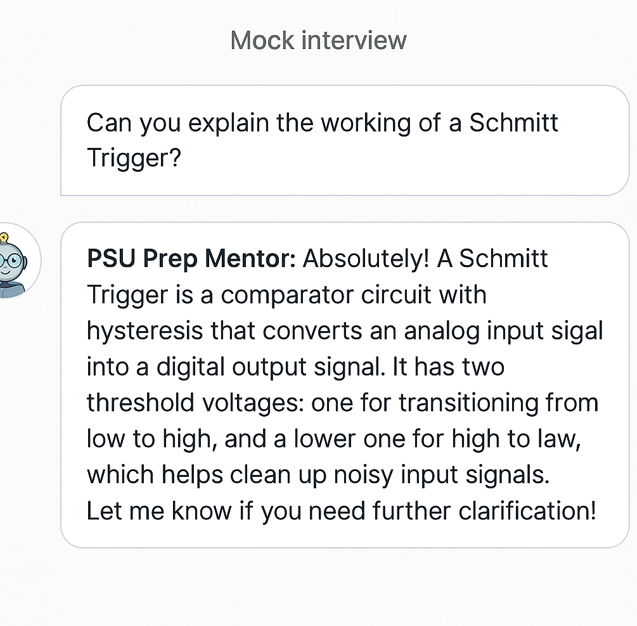 Mock interview
Can you explain the working of a Schmitt
Trigger?
PSU Prep Mentor: Absolutely! A Schmitt
Trigger is a comparator circuit with
hysteresis that converts an analog input sigal
into a digital output signal. It has two
threshold voltages: one for transitioning from
low to high, and a lower one for high to law,
which helps clean up noisy input signals.
Let me know if you need further clarification!